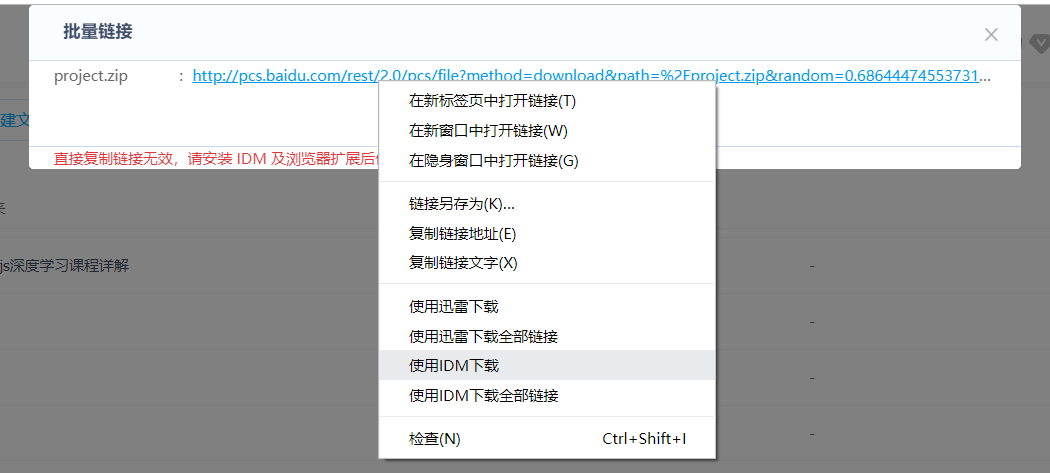 批量链接
project.zip : http://pcs.baidu.com/rest/2.0/pcs/file?method=download&path=%2Fproject.zip&random=0.68644474553731...
建文
直接复制链接无效，请安装 IDM 及浏览器扩展后
在新标签页中打开链接(T)
在新窗口中打开链接(W)
在隐身窗口中打开链接(G)
链接另存为(K)...
复制链接地址(E)
复制链接文字(X)
使用迅雷下载
使用迅雷下载全部链接
使用IDM下载
使用IDM下载全部链接
检查(N) Ctrl+Shift+I
js深度学习课程详解 -
-
-
-